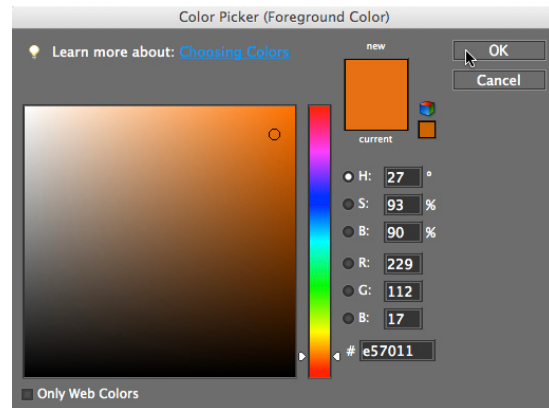 Color Picker (Foreground Color)
Learn more about: Choosing Colors
new
current
OK
Cancel
H: 27 °
S: 93 %
B: 90 %
R: 229
G: 112
B: 17
# e57011
Only Web Colors